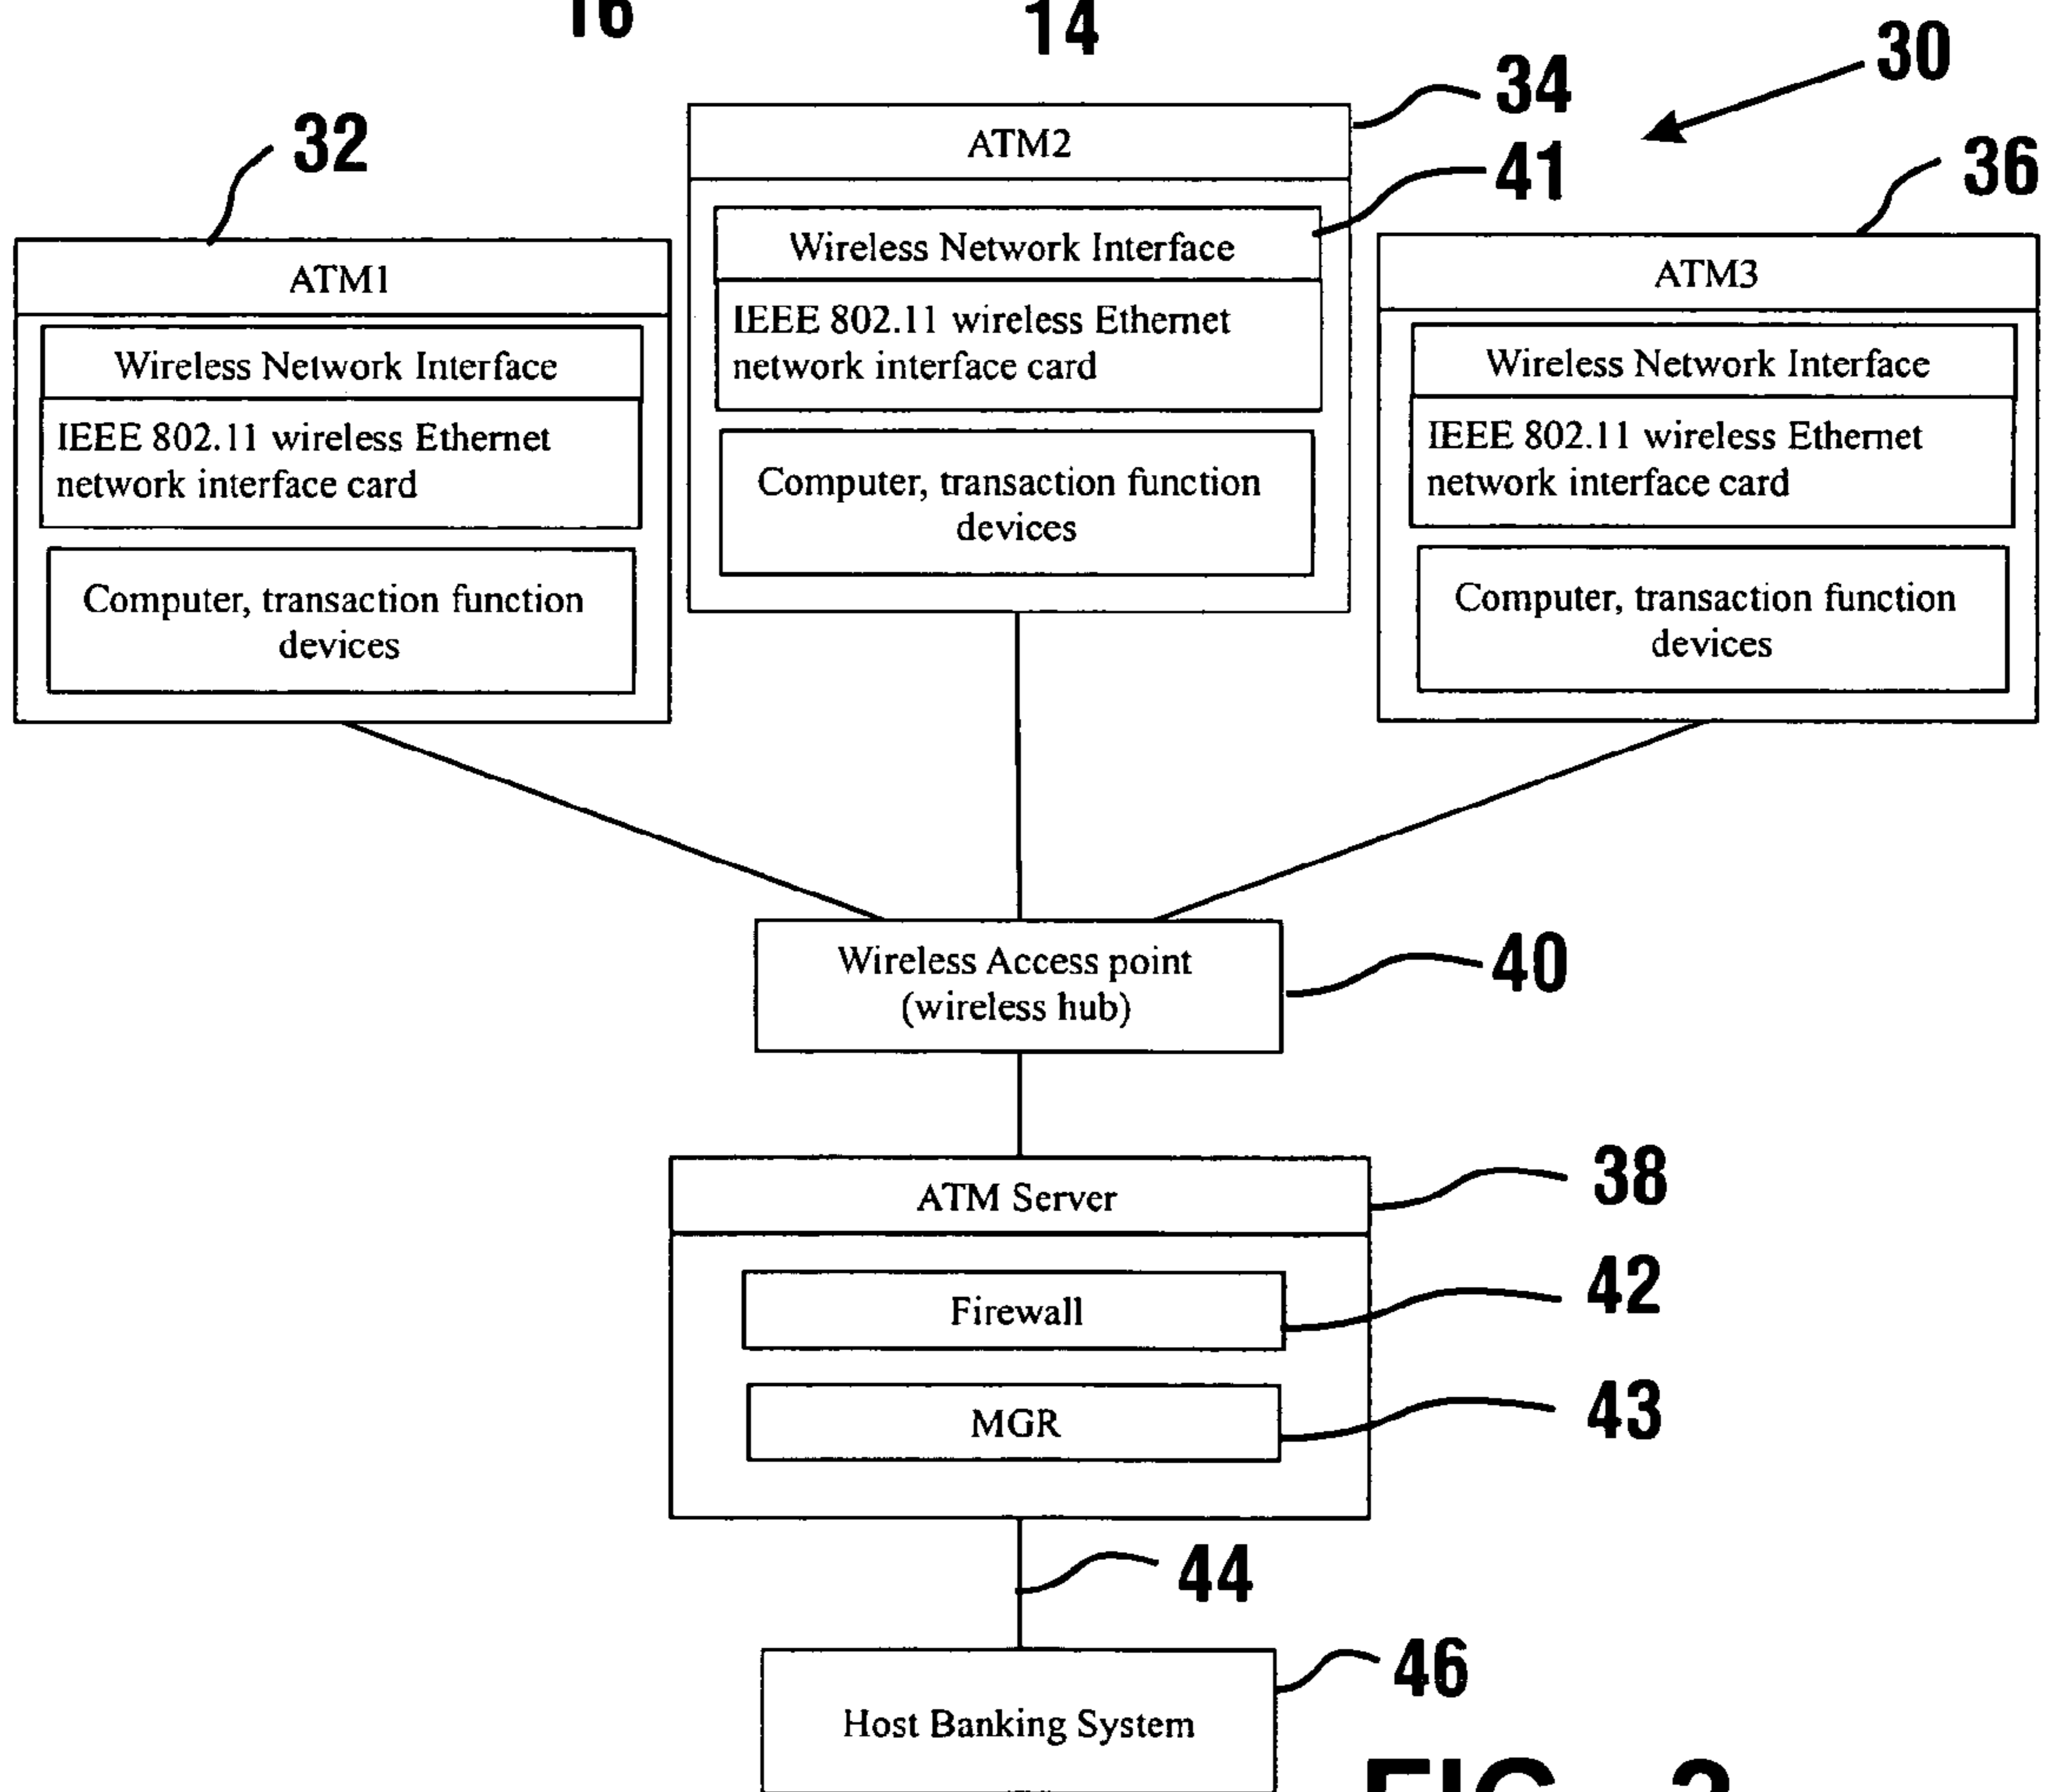 16
14
30
34
32
ATM2
41
36
Wireless Network Interface
ATM1
ATM3
IEEE 802.11 wireless Ethernet
network interface card
Wireless Network Interface
Wireless Network Interface
IEEE 802.11 wireless Ethernet
network interface card
Computer, transaction function
devices
IEEE 802.11 wireless Ethernet
network interface card
Computer, transaction function
devices
Computer, transaction function
devices
Wireless Access point
(wireless hub)
40
ATM Server
38
Firewall
42
MGR
43
44
46
Host Banking System